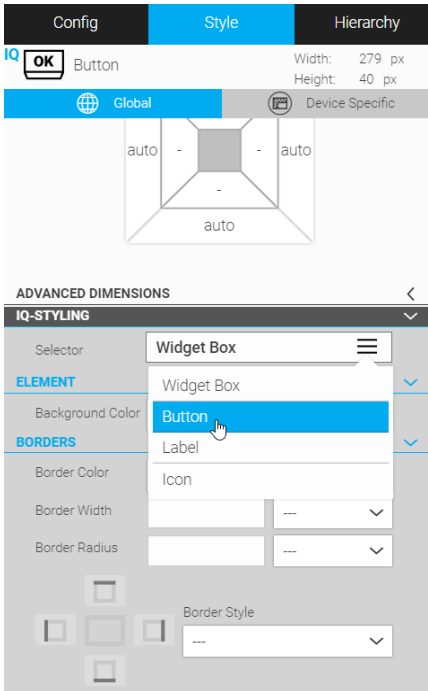 Config Style Hierarchy
IQ OK Button Width: 279 px
Height: 40 px
Global Device Specific
auto - - auto
-
auto
ADVANCED DIMENSIONS
IQ-STYLING
Selector Widget Box
ELEMENT Widget Box
Background Color Button
BORDERS Label
Border Color Icon
Border Width ---
Border Radius ---
Border Style
---